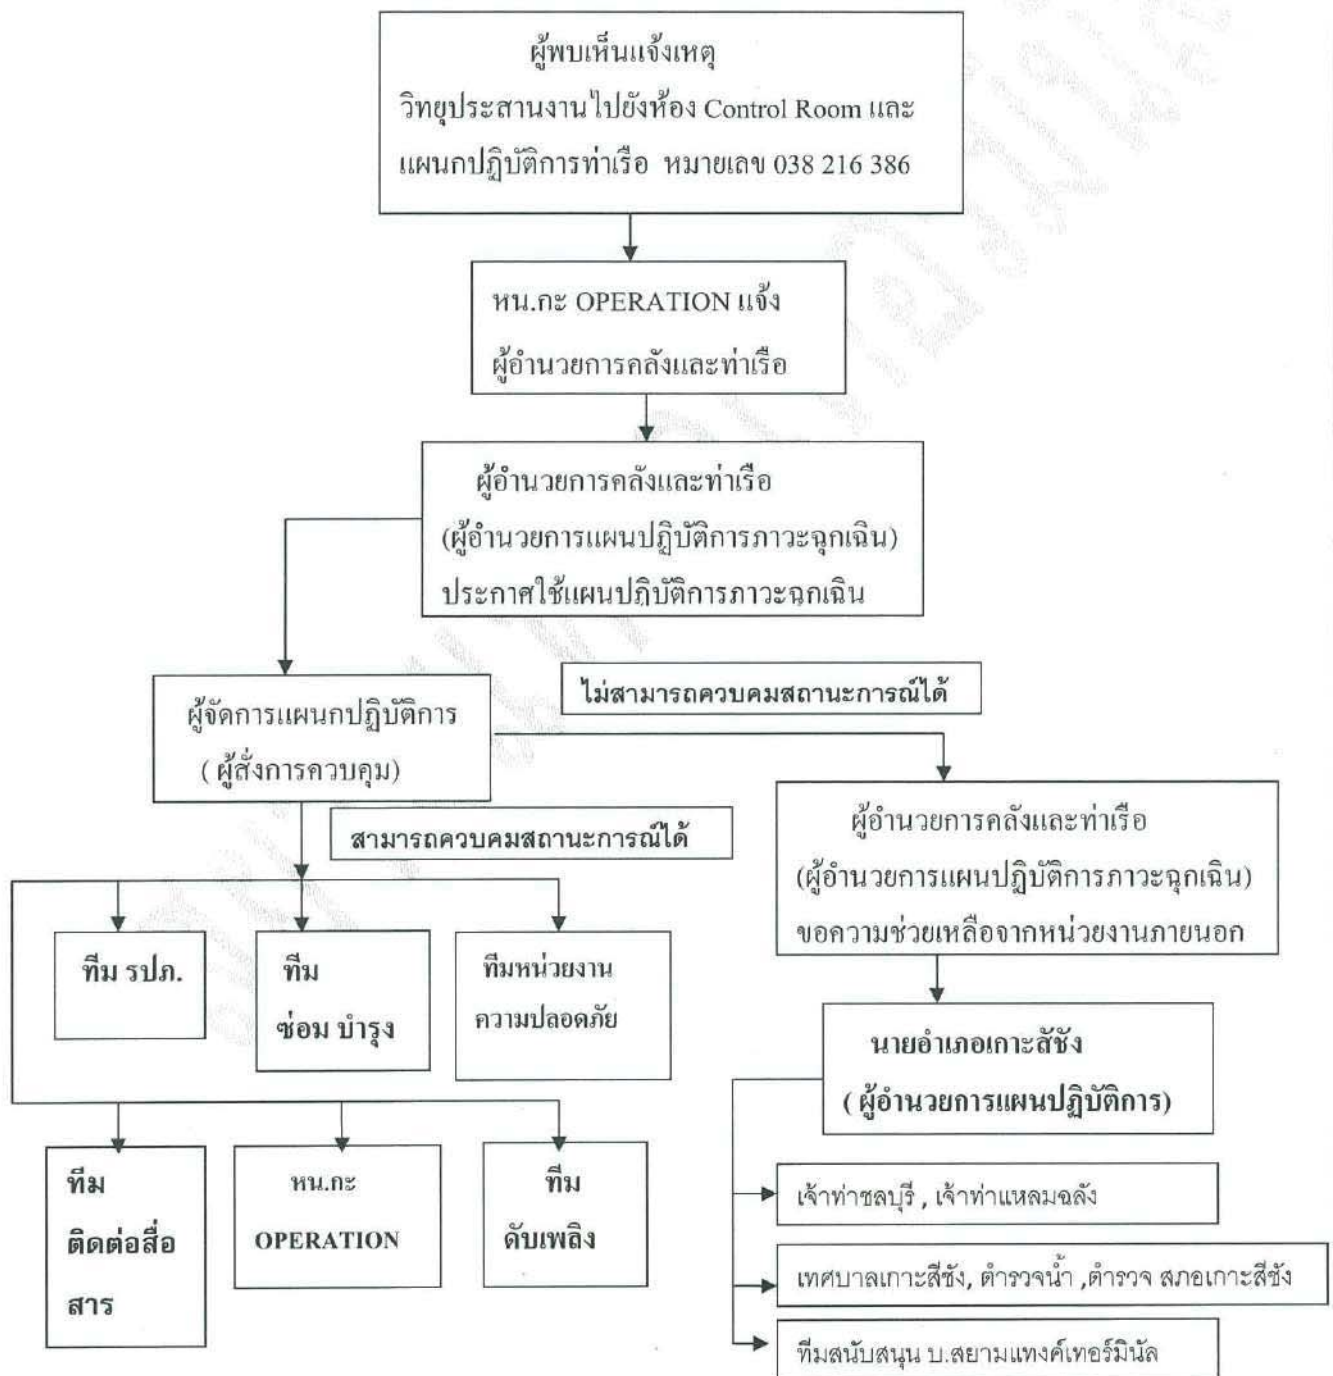 ผู้พบเห็นแจ้งเหตุ
วิทยุประสานงานไปยังห้อง Control Room และ
แผนกปฏิบัติการท่าเรือ หมายเลข 038 216 386
หน.กะ OPERATION แจ้ง
ผู้อำนวยการคลังและท่าเรือ
ผู้อำนวยการคลังและท่าเรือ
(ผู้อำนวยการแผนปฏิบัติการภาวะฉุกเฉิน)
ประกาศใช้แผนปฏิบัติการภาวะฉุกเฉิน
ไม่สามารถควบคมสถานะการณ์ได้
ผู้จัดการแผนกปฏิบัติการ
( ผู้สั่งการควบคุม)
สามารถควบคมสถานะการณ์ได้
ผู้อำนวยการคลังและท่าเรือ
(ผู้อำนวยการแผนปฏิบัติการภาวะฉุกเฉิน)
ขอความช่วยเหลือจากหน่วยงานภายนอก
ทีม รปภ.
ทีม
ซ่อม บำรุง
ทีมหน่วยงาน
ความปลอดภัย
นายอำเภอเกาะสัชัง
( ผู้อำนวยการแผนปฏิบัติการ)
ทีม
ติดต่อสื่อ
สาร
หน.กะ
OPERATION
ทีม
ดับเพลิง
เจ้าท่าชลบุรี , เจ้าท่าแหลมฉลัง
เทศบาลเกาะสีชัง, ตำรวจน้ำ ,ตำรวจ สภอเกาะสีชัง
ทีมสนับสนุน บ.สยามแทงค์เทอร์มินัล